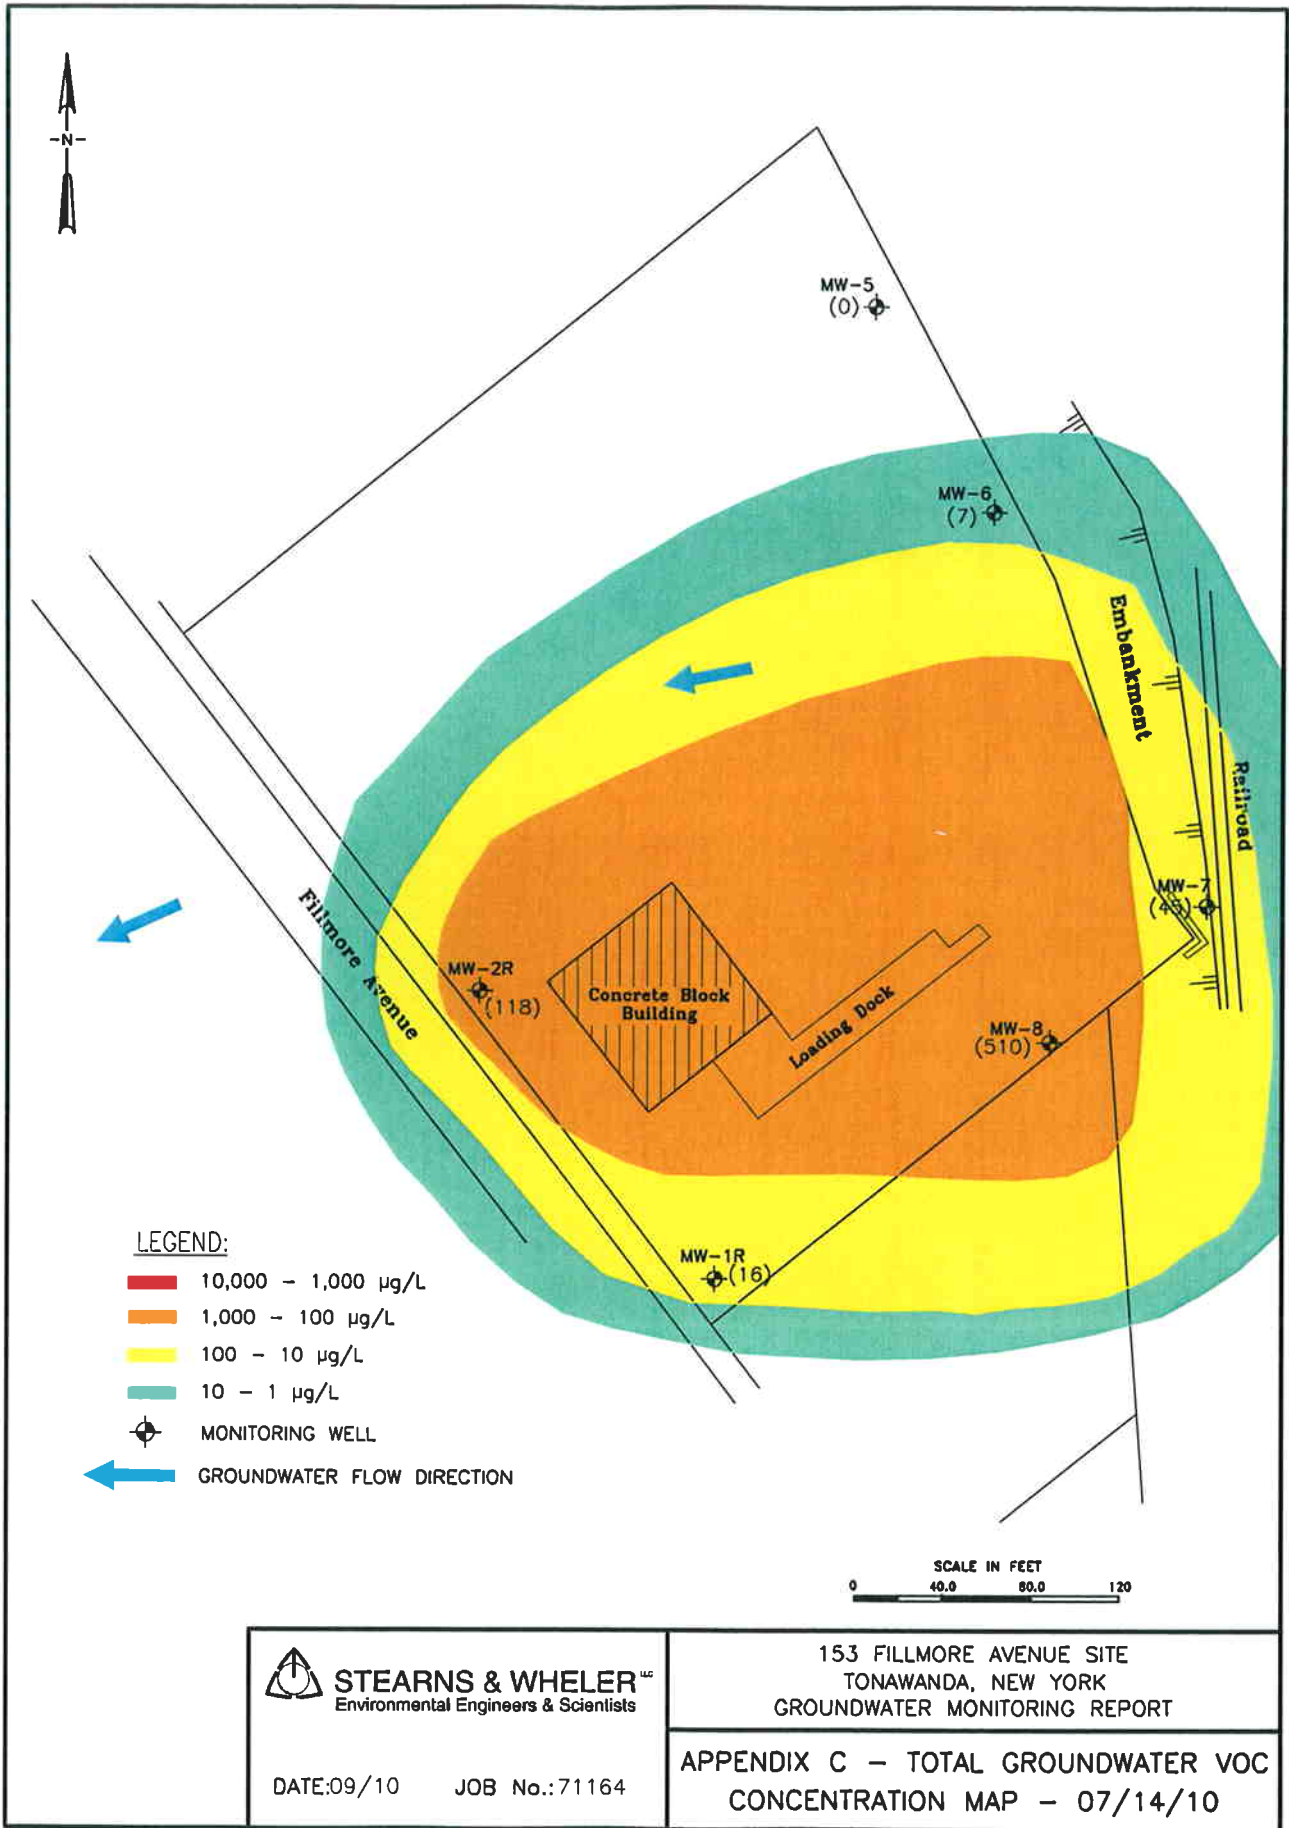 -N-
MW-5
(0)
MW-6
(7)
Embankment
Railroad
MW-7
(45)
Fillmore Avenue
MW-2R
(118)
Concrete Block
Building
Loading Dock
MW-8
(510)
MW-1R
(16)
LEGEND:
10,000 - 1,000 µg/L
1,000 - 100 µg/L
100 - 10 µg/L
10 - 1 µg/L
MONITORING WELL
GROUNDWATER FLOW DIRECTION
SCALE IN FEET
0 40.0 80.0 120
STEARNS & WHELER LLC
Environmental Engineers & Scientists
DATE:09/10 JOB No.:71164
153 FILLMORE AVENUE SITE
TONAWANDA, NEW YORK
GROUNDWATER MONITORING REPORT
APPENDIX C - TOTAL GROUNDWATER VOC
CONCENTRATION MAP - 07/14/10